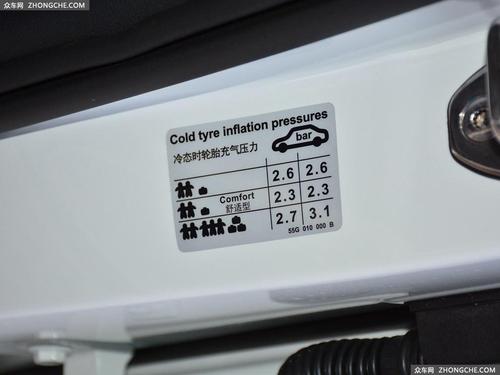 众车网 ZHONGCHE.COM
Cold tyre inflation pressures
冷态时轮胎充气压力
bar
2.6 2.6
Comfort
舒适型
2.3 2.3
2.7 3.1
55G 010 000 B
众车网 ZHONGCHE.COM